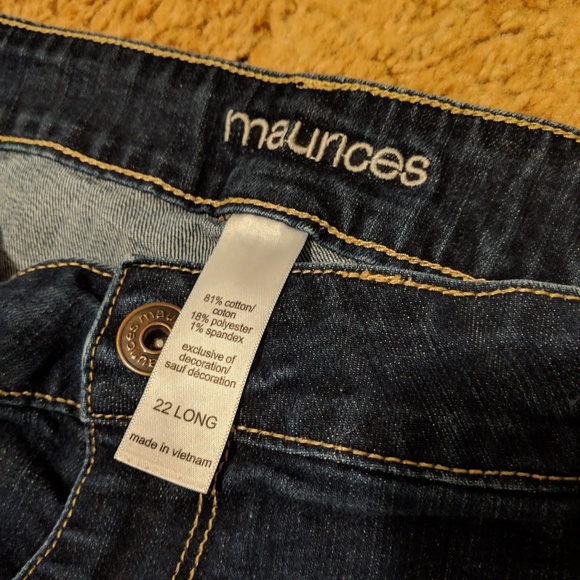 maurices
81% cotton/
coton
18% polyester
1% spandex
exclusive of
decoration/
sauf décoration
22 LONG
made in vietnam